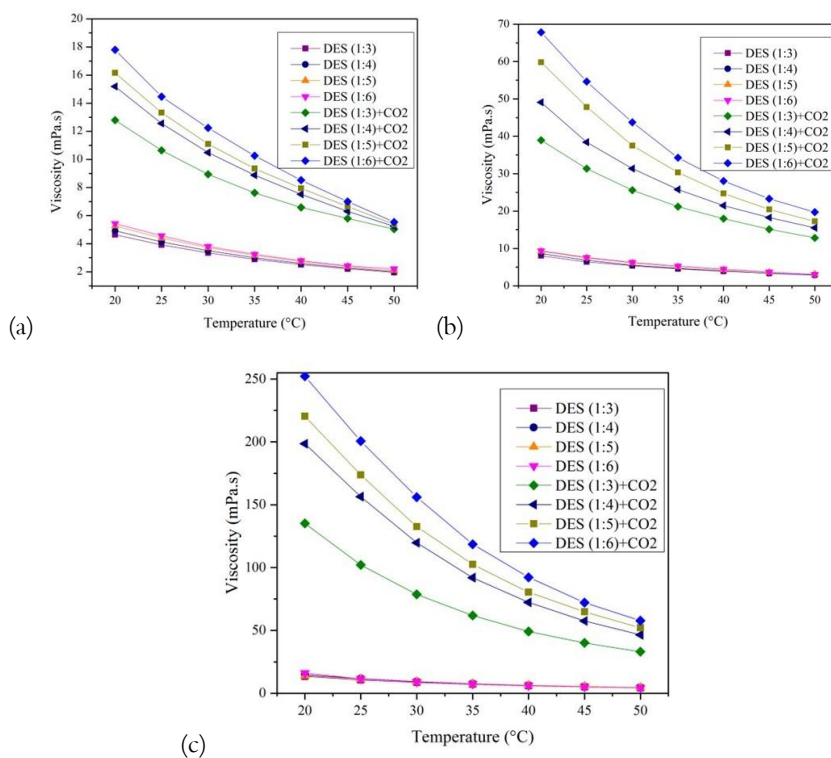 18
16
14
12
10
8
6
4
2
Viscosity (mPa.s)
DES (1:3)
DES (1:4)
DES (1:5)
DES (1:6)
DES (1:3)+CO2
DES (1:4)+CO2
DES (1:5)+CO2
DES (1:6)+CO2
20 25 30 35 40 45 50
Temperature (°C)
(a)
70
60
50
40
30
20
10
0
Viscosity (mPa.s)
DES (1:3)
DES (1:4)
DES (1:5)
DES (1:6)
DES (1:3)+CO2
DES (1:4)+CO2
DES (1:5)+CO2
DES (1:6)+CO2
20 25 30 35 40 45 50
Temperature (°C)
(b)
250
200
150
100
50
0
Viscosity (mPa.s)
DES (1:3)
DES (1:4)
DES (1:5)
DES (1:6)
DES (1:3)+CO2
DES (1:4)+CO2
DES (1:5)+CO2
DES (1:6)+CO2
20 25 30 35 40 45 50
Temperature (°C)
(c)